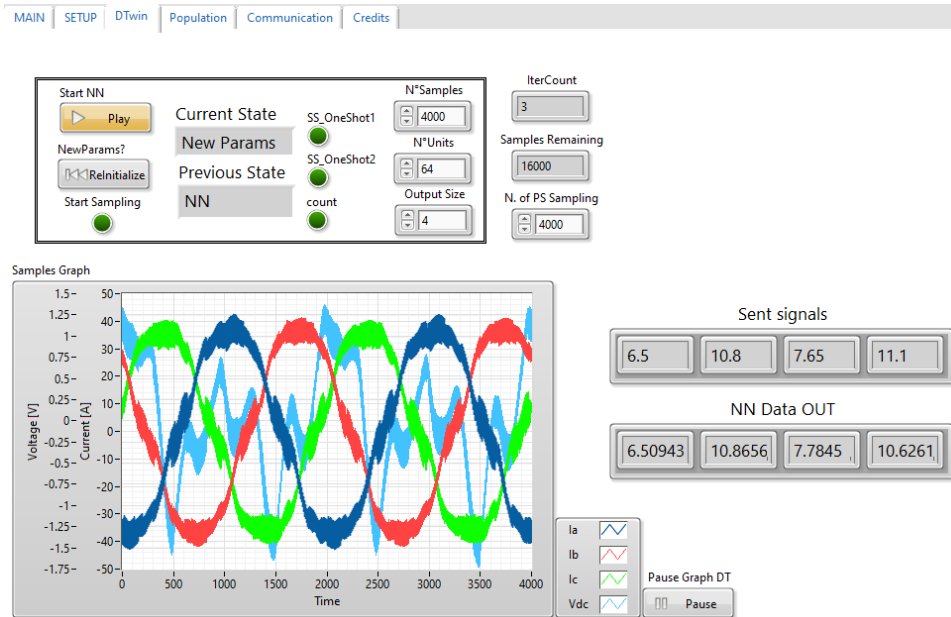 MAIN SETUP DTwin Population Communication Credits
Start NN
Play
NewParams?
ReInitialize
Start Sampling
Current State
New Params
Previous State
NN
SS_OneShot1
SS_OneShot2
count
N°Samples
4000
N°Units
64
Output Size
4
IterCount
3
Samples Remaining
16000
N. of PS Sampling
4000
Samples Graph
Voltage [V]
1.5-
1.25-
1-
0.75-
0.5-
0.25-
0-
-0.25-
-0.5-
-0.75-
-1-
-1.25-
-1.5-
-1.75-
Current [A]
50-
40-
30-
20-
10-
0-
-10-
-20-
-30-
-40-
-50-
0 500 1000 1500 2000 2500 3000 3500 4000
Time
Ia
Ib
Ic
Vdc
Pause Graph DT
Pause
Sent signals
6.5 10.8 7.65 11.1
NN Data OUT
6.50943 10.8656 7.7845 10.6261